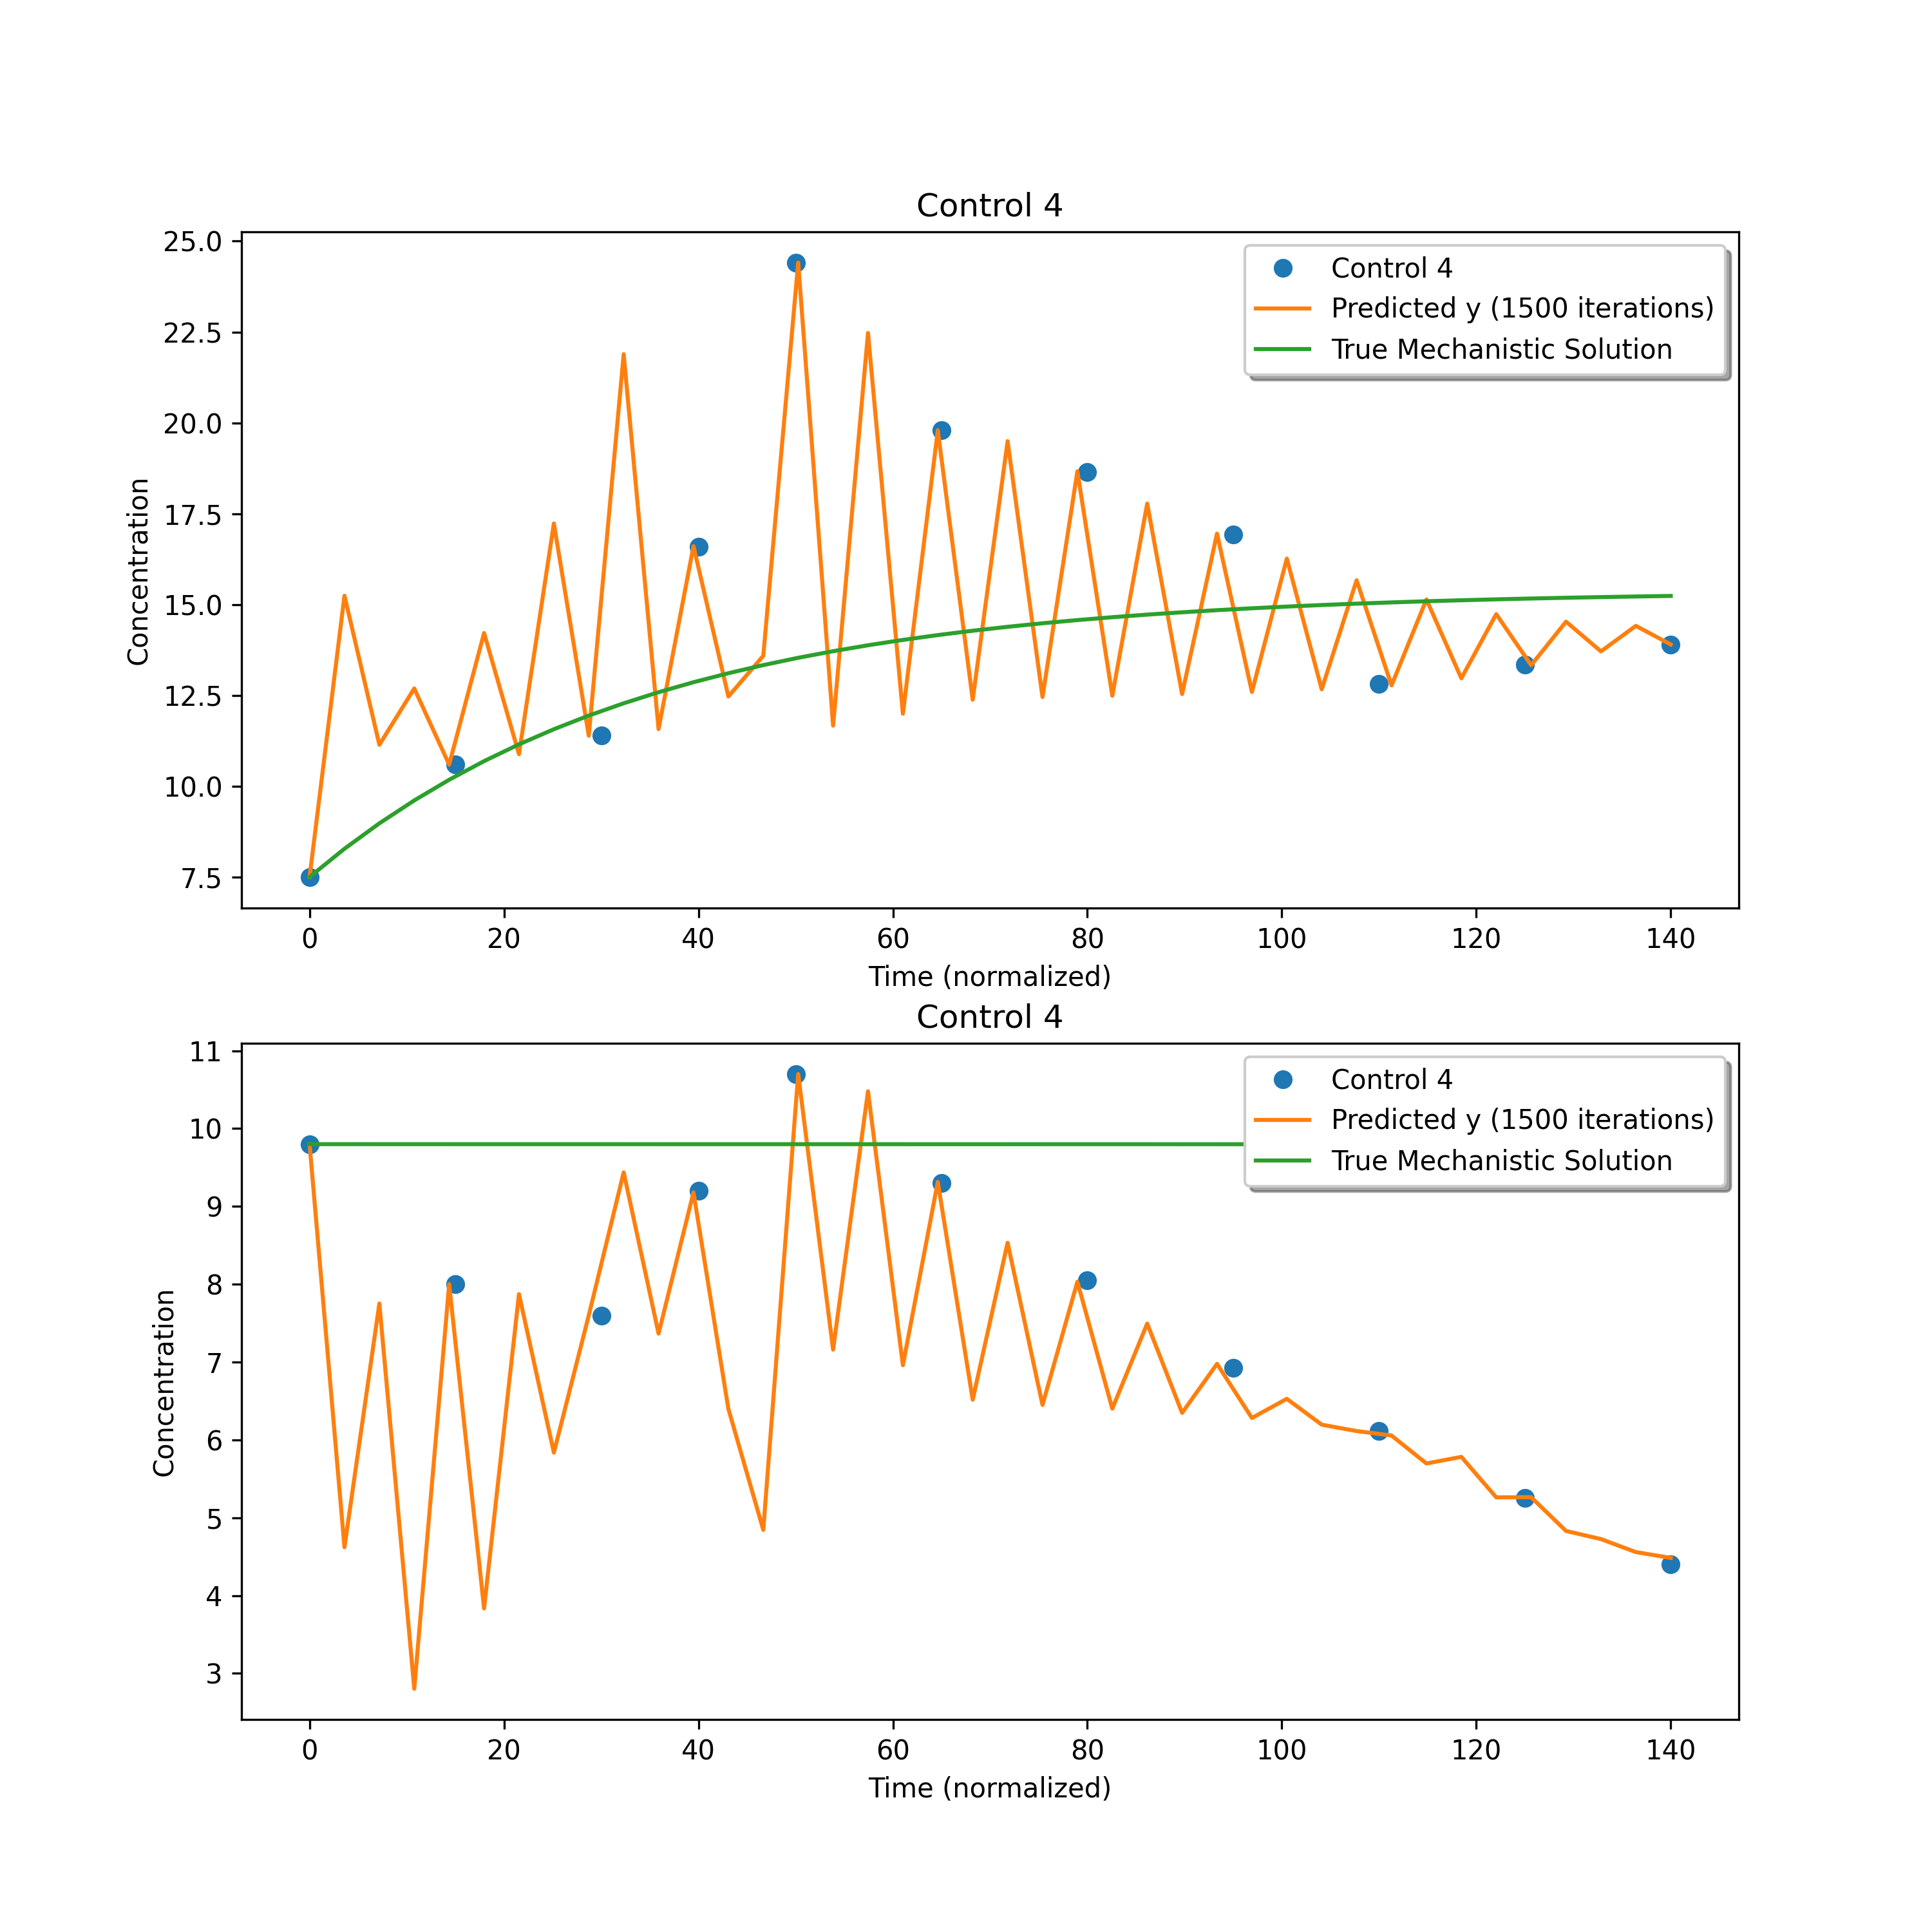 Control 4
25.0
22.5
20.0
17.5
15.0
12.5
10.0
7.5
Concentration
Control 4
Predicted y (1500 iterations)
True Mechanistic Solution
0 20 40 60 80 100 120 140
Time (normalized)
Control 4
11
10
9
8
7
6
5
4
3
Concentration
Control 4
Predicted y (1500 iterations)
True Mechanistic Solution
0 20 40 60 80 100 120 140
Time (normalized)